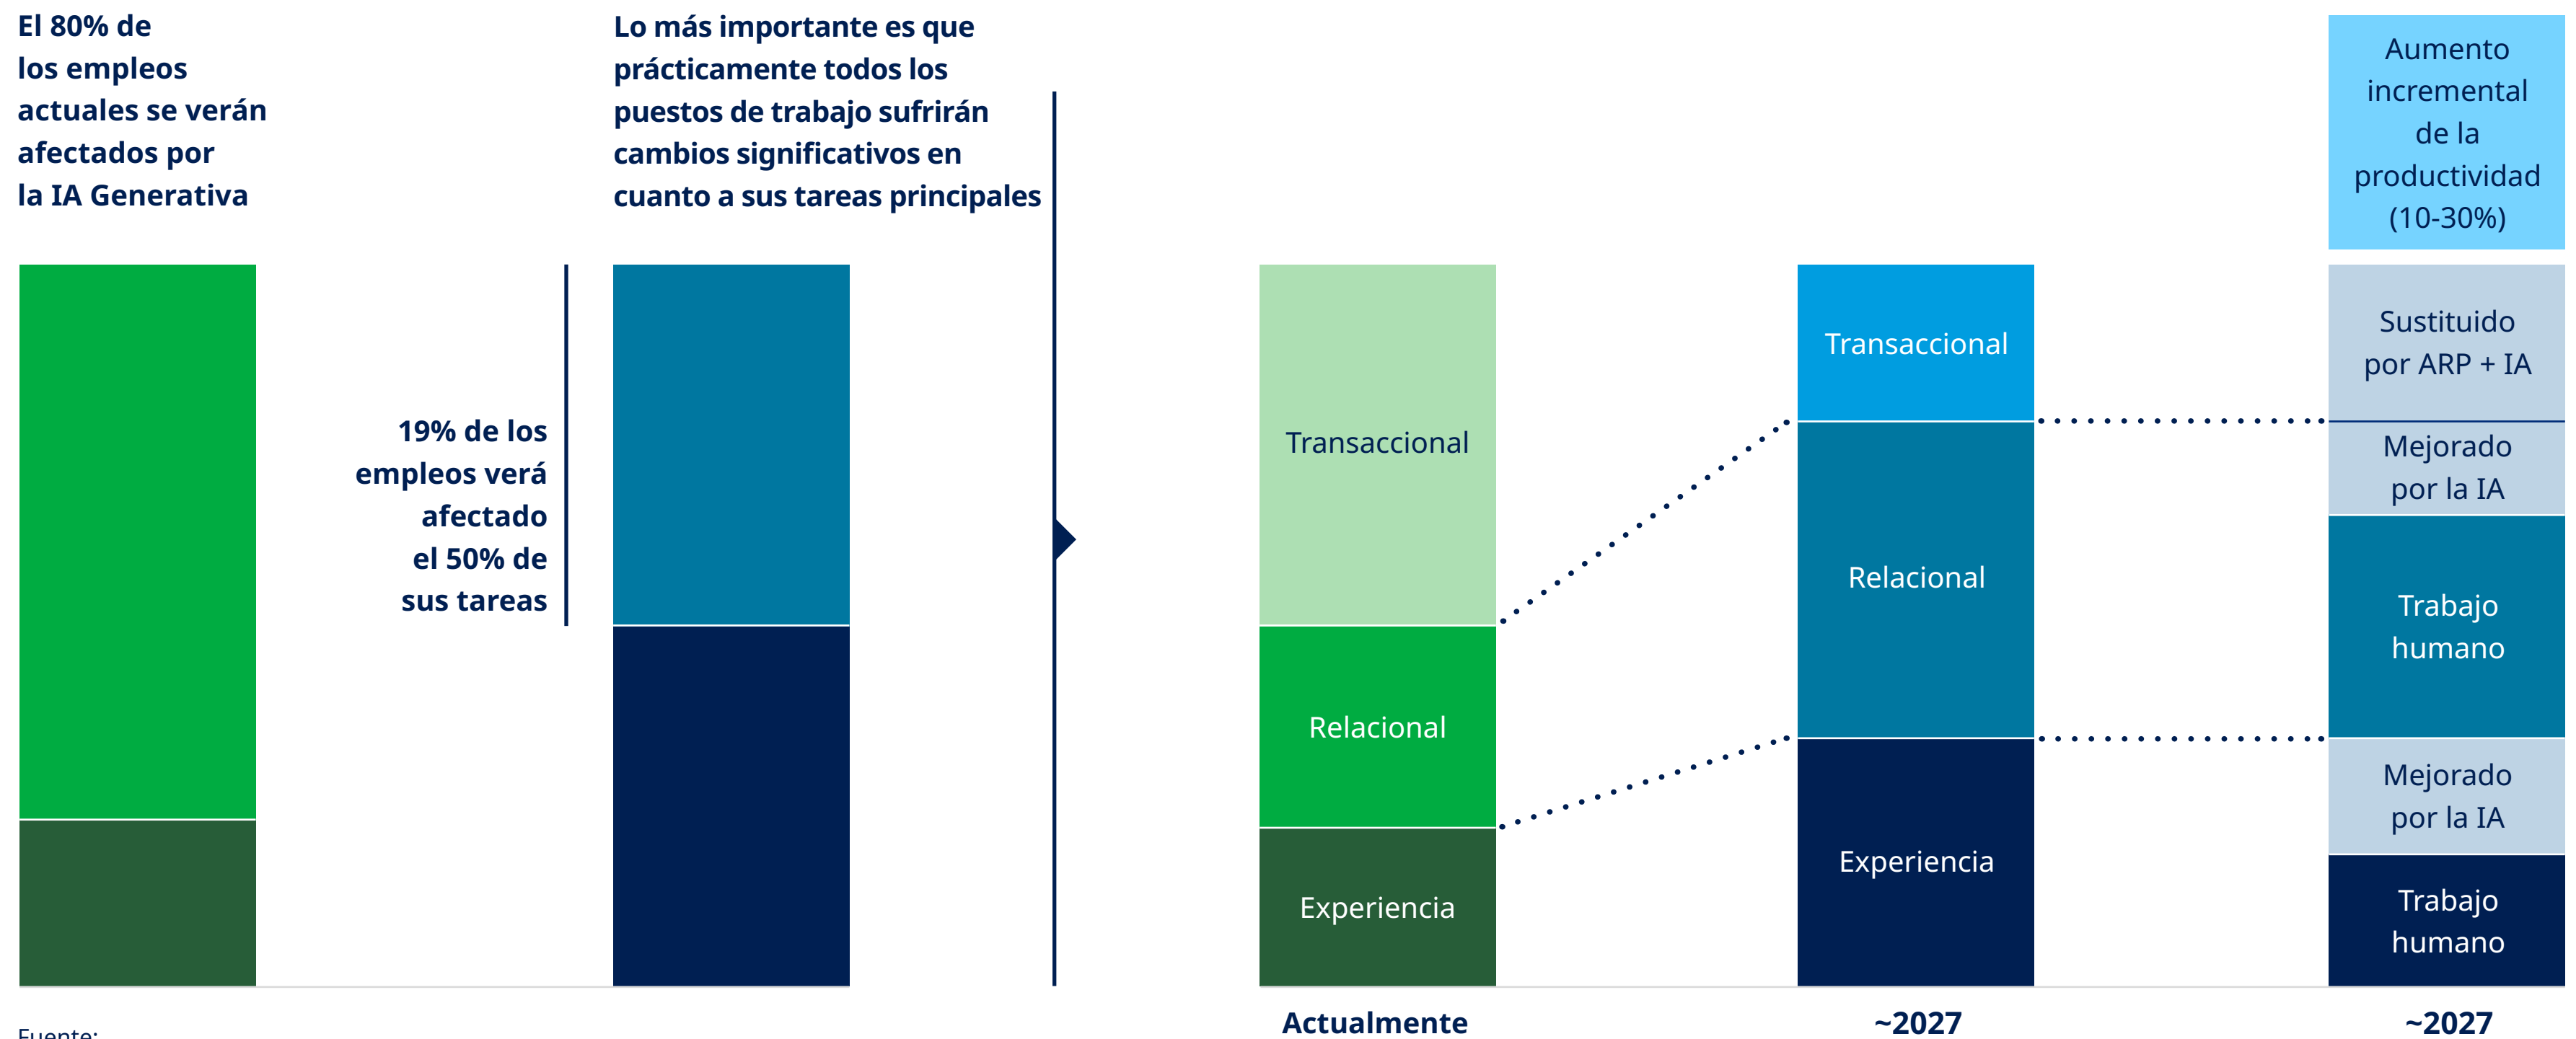 El 80% de
los empleos
actuales se verán
afectados por
la IA Generativa
19% de los
empleos verá
afectado
el 50% de
sus tareas
Lo más importante es que
prácticamente todos los
puestos de trabajo sufrirán
cambios significativos en
cuanto a sus tareas principales
Transaccional
Relacional
Experiencia
Actualmente
Transaccional
Relacional
Experiencia
~2027
Aumento
incremental
de la
productividad
(10-30%)
Sustituido
por ARP + IA
Mejorado
por la IA
Trabajo
humano
Mejorado
por la IA
Trabajo
humano
~2027
Fuente: